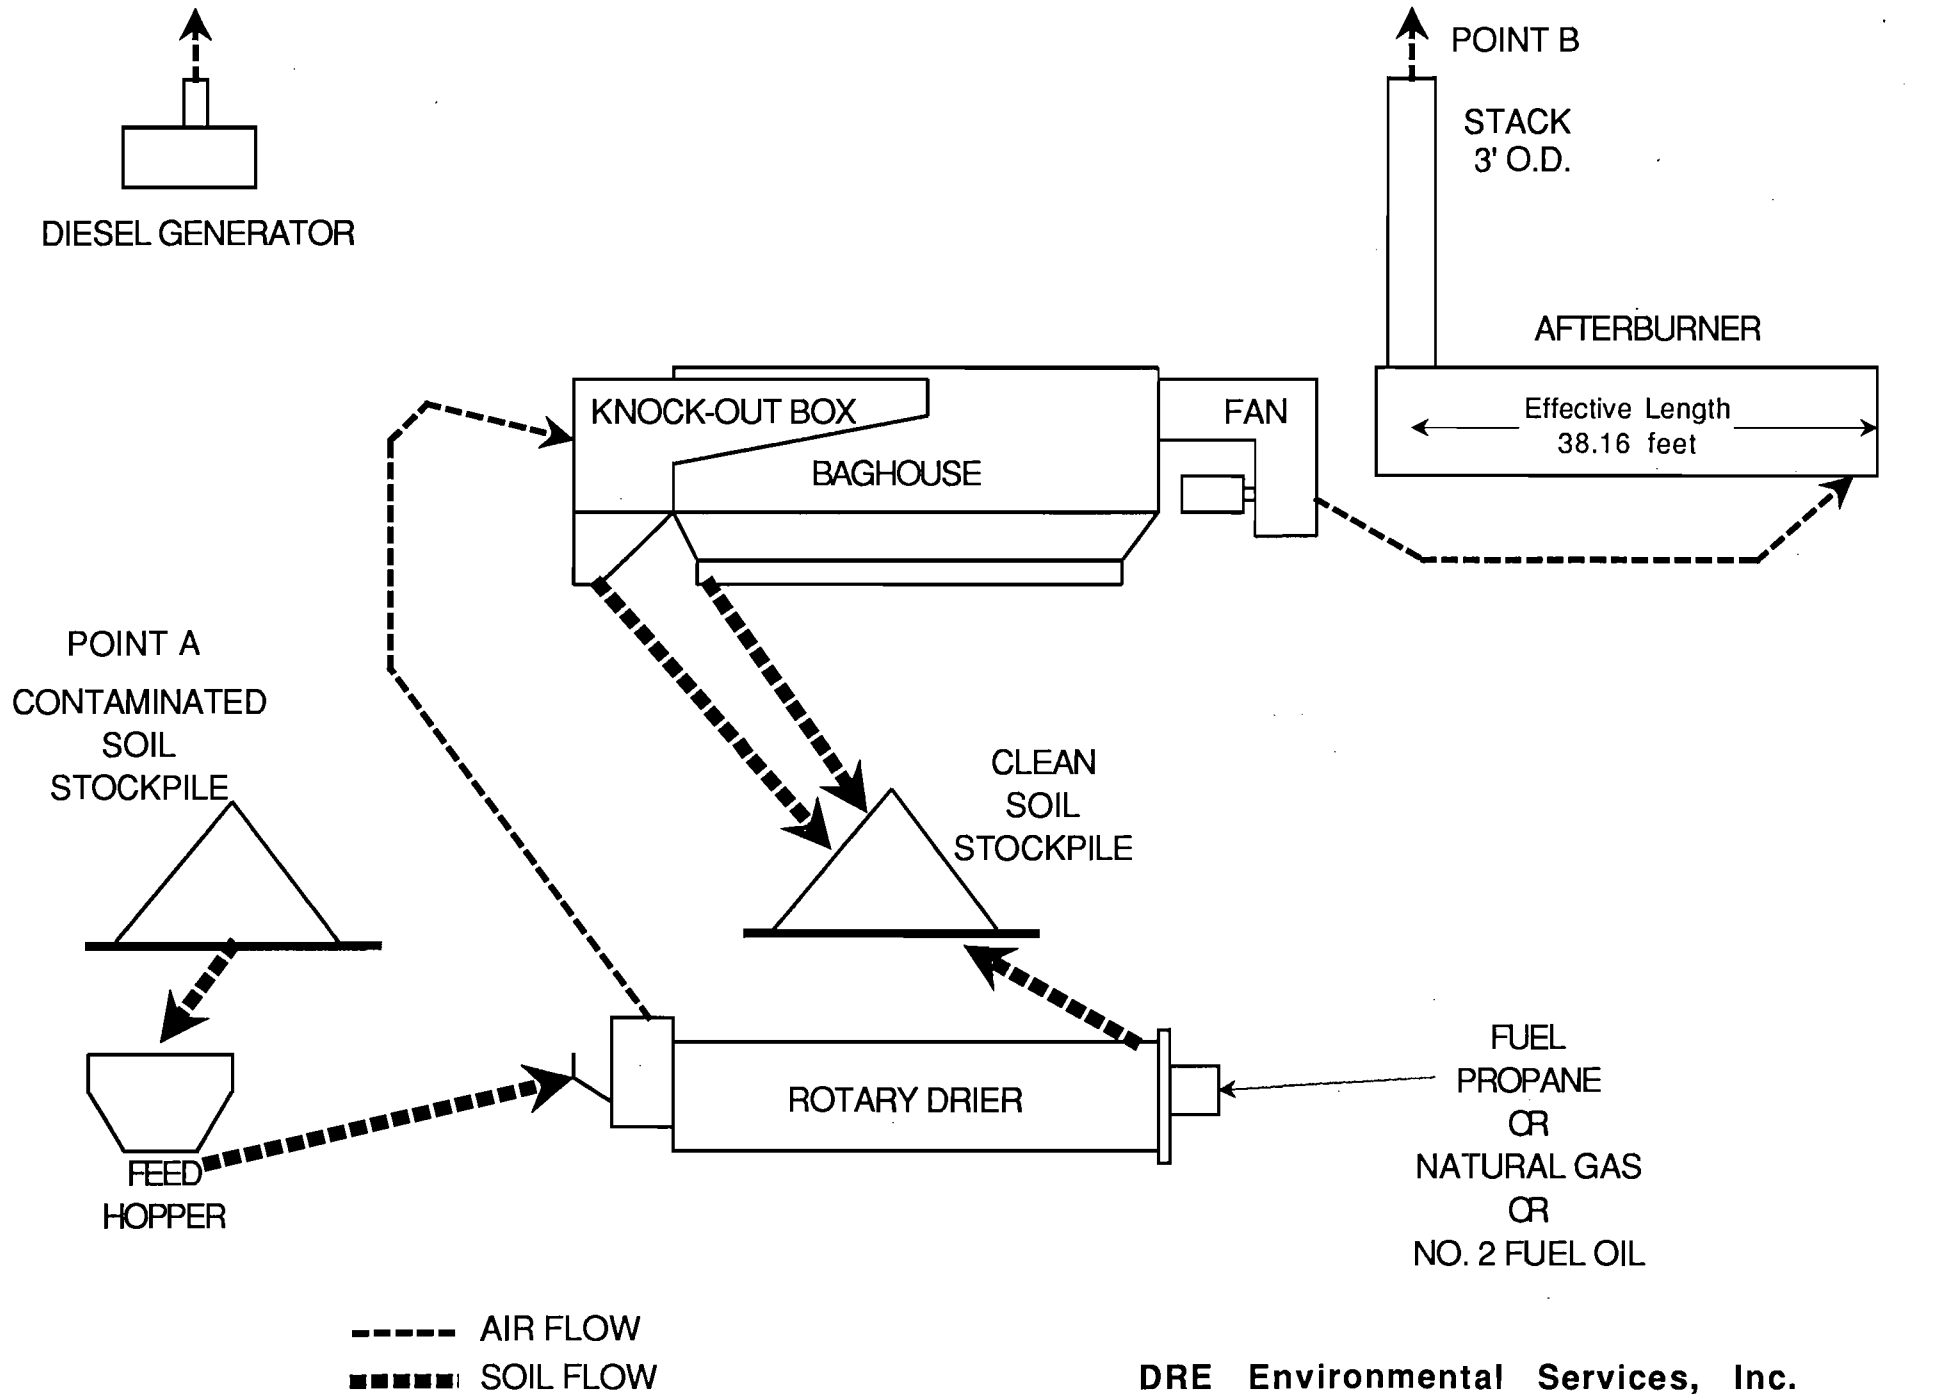 POINT B
STACK
3' O.D.
DIESEL GENERATOR
AFTERBURNER
Effective Length
38.16 feet
KNOCK-OUT BOX
FAN
BAGHOUSE
POINT A
CONTAMINATED
SOIL
STOCKPILE
CLEAN
SOIL
STOCKPILE
ROTARY DRIER
FUEL
PROPANE
OR
NATURAL GAS
OR
NO. 2 FUEL OIL
FEED
HOPPER
AIR FLOW
SOIL FLOW
DRE Environmental Services, Inc.